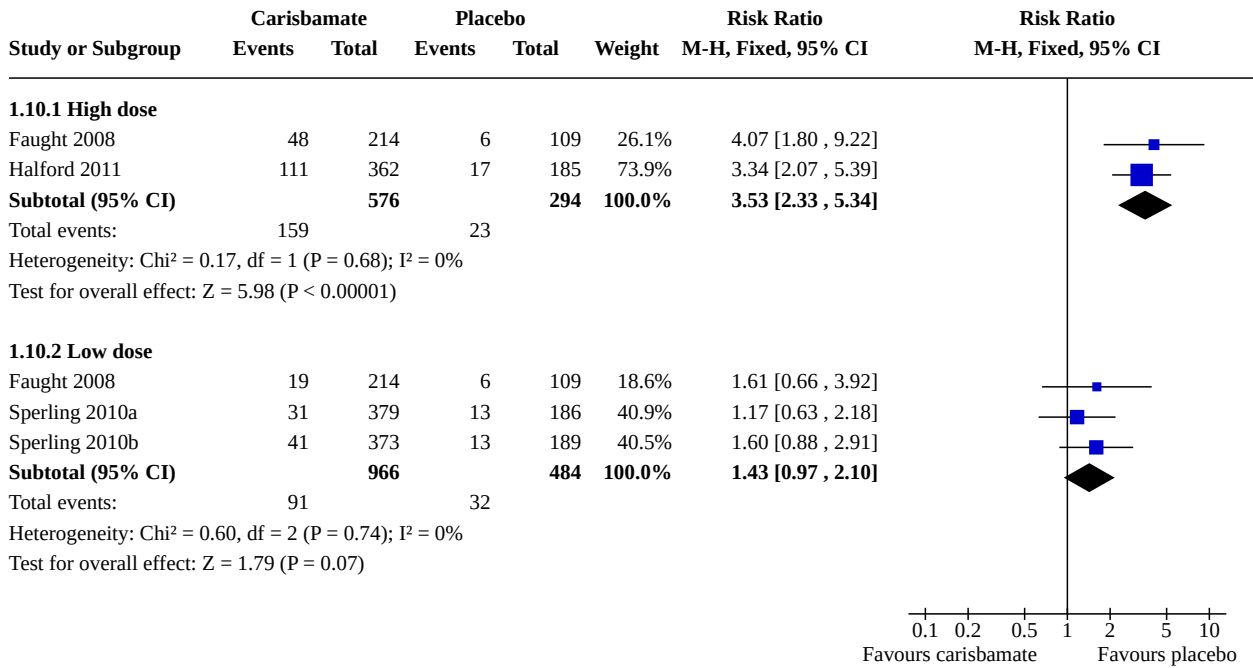 Carisbamate Placebo Risk Ratio Risk Ratio
Study or Subgroup Events Total Events Total Weight M-H, Fixed, 95% CI M-H, Fixed, 95% CI
1.10.1 High dose
Faught 2008 48 214 6 109 26.1% 4.07 [1.80 , 9.22]
Halford 2011 111 362 17 185 73.9% 3.34 [2.07 , 5.39]
Subtotal (95% CI) 576 294 100.0% 3.53 [2.33 , 5.34]
Total events: 159 23
Heterogeneity: Chi² = 0.17, df = 1 (P = 0.68); I² = 0%
Test for overall effect: Z = 5.98 (P < 0.00001)
1.10.2 Low dose
Faught 2008 19 214 6 109 18.6% 1.61 [0.66 , 3.92]
Sperling 2010a 31 379 13 186 40.9% 1.17 [0.63 , 2.18]
Sperling 2010b 41 373 13 189 40.5% 1.60 [0.88 , 2.91]
Subtotal (95% CI) 966 484 100.0% 1.43 [0.97 , 2.10]
Total events: 91 32
Heterogeneity: Chi² = 0.60, df = 2 (P = 0.74); I² = 0%
Test for overall effect: Z = 1.79 (P = 0.07)
0.1 0.2 0.5 1 2 5 10
Favours carisbamate Favours placebo